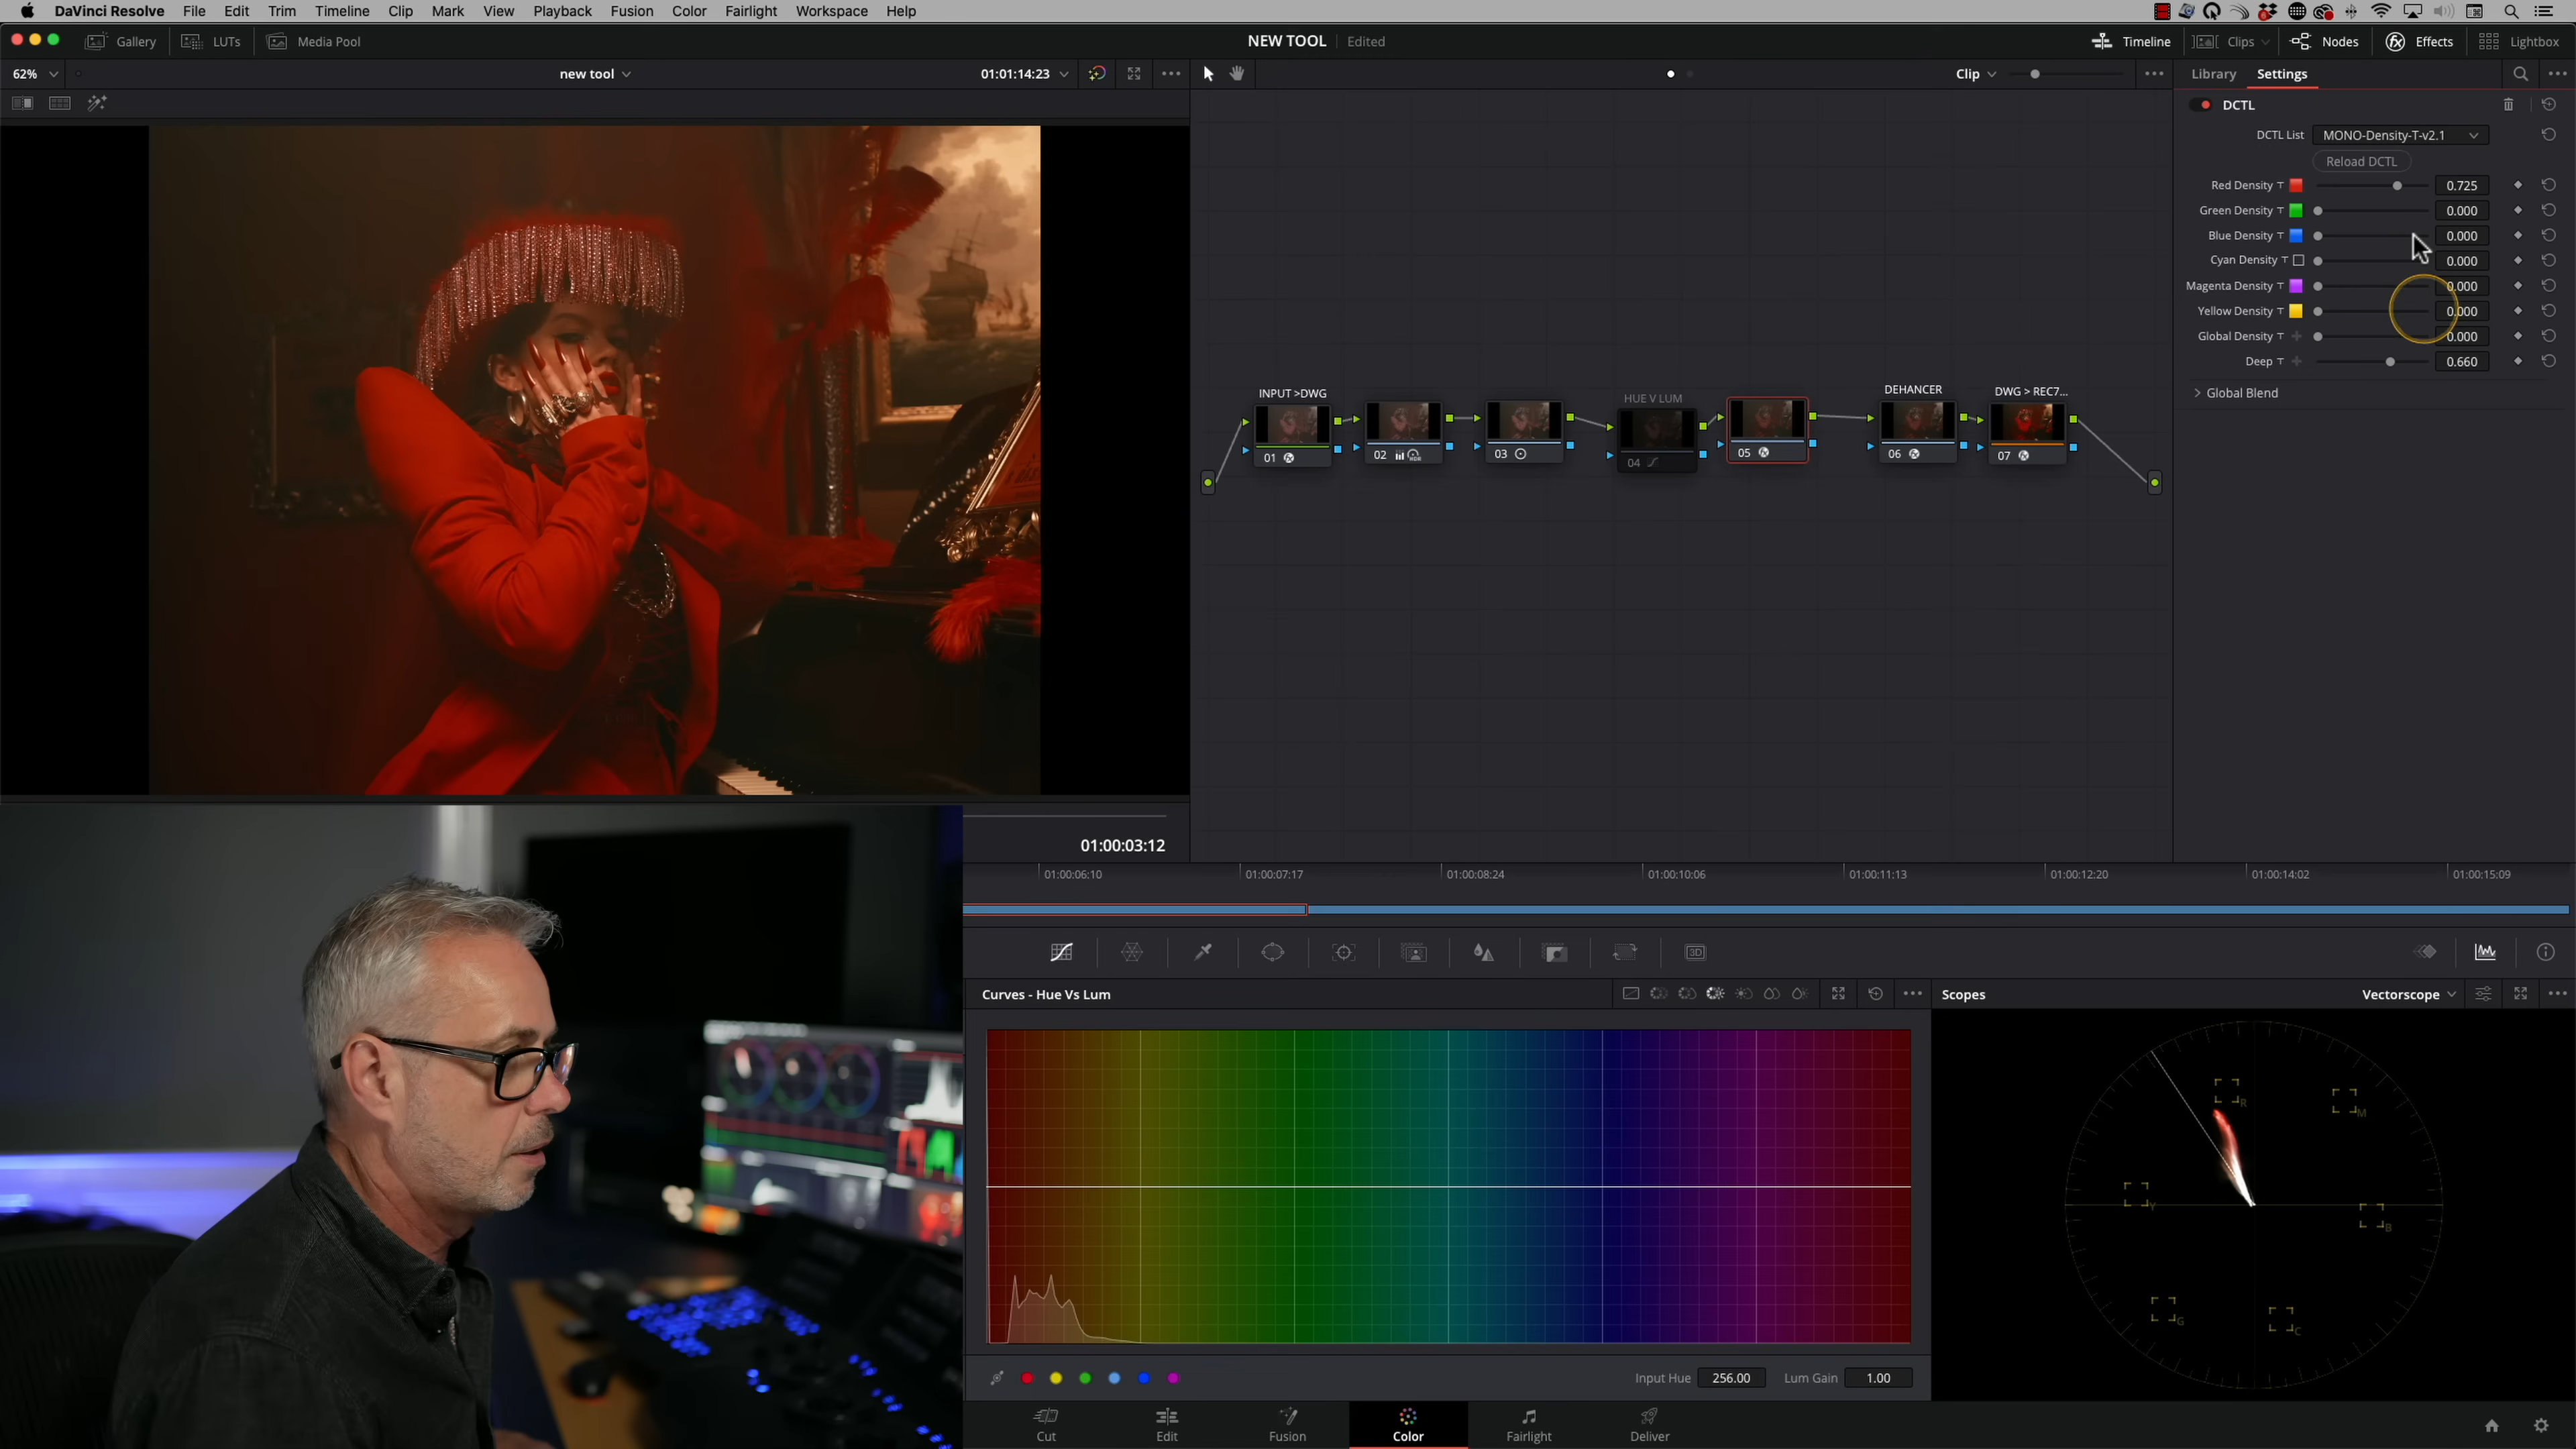 DaVinci Resolve File Edit Trim Timeline Clip Mark View Playback Fusion Color Fairlight Workspace Help
Gallery LUTs Media Pool NEW TOOL Edited Timeline Clips Nodes Effects Lightbox
62% new tool 01:01:14:23 Clip Library Settings
DCTL
DCTL List MONO-Density-T-v2.1
Reload DCTL
Red Density T 0.725
Green Density T 0.000
Blue Density T 0.000
Cyan Density T 0.000
Magenta Density T 0.000
Yellow Density T 0.000
Global Density T 0.000
Deep T 0.660
Global Blend
INPUT >DWG HUE V LUM DEHANCER DWG > REC7...
01 02 HDR 03 04 05 06 07
01:00:03:12
01:00:06:10 01:00:07:17 01:00:08:24 01:00:10:06 01:00:11:13 01:00:12:20 01:00:14:02 01:00:15:09
3D
Curves - Hue Vs Lum Scopes Vectorscope
R M
Y B
G C
Input Hue 256.00 Lum Gain 1.00
Cut Edit Fusion Color Fairlight Deliver